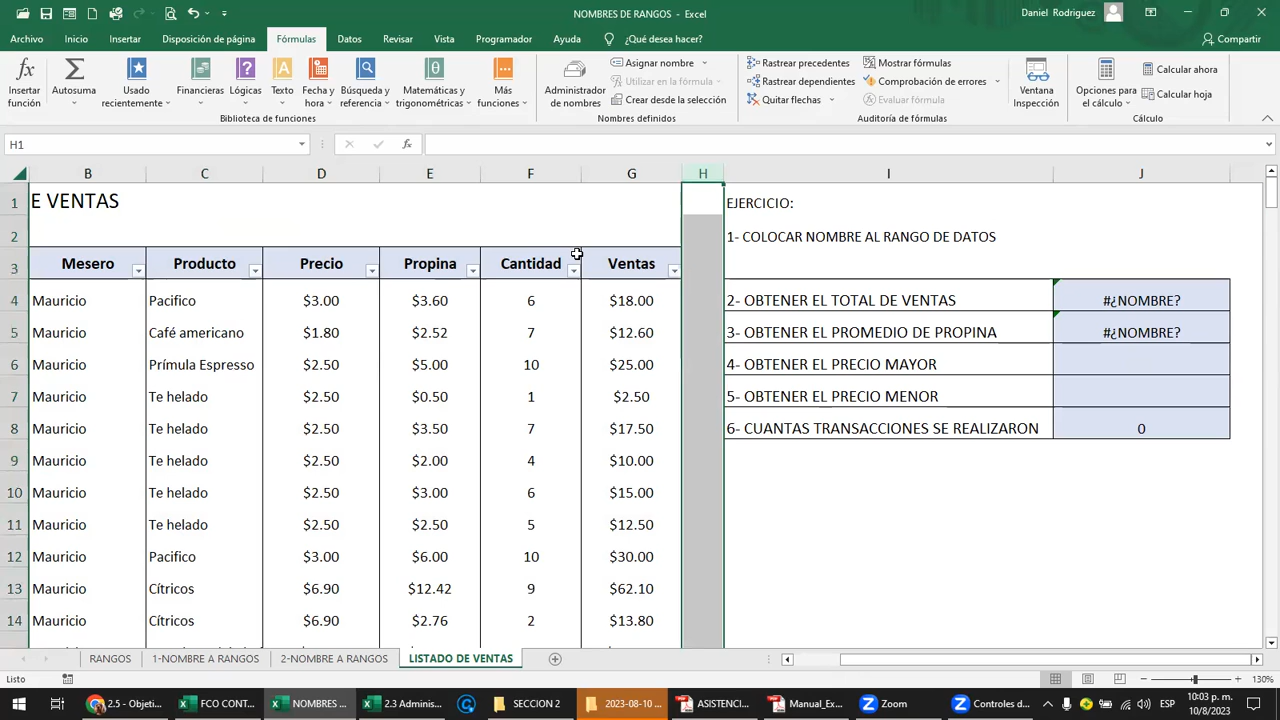 NOMBRES DE RANGOS - Excel
Daniel Rodriguez
Archivo Inicio Insertar Disposición de página Fórmulas Datos Revisar Vista Programador Ayuda ¿Qué desea hacer? Compartir
Insertar función
Autosuma
Usado recientemente
Financieras
Lógicas
Texto
Fecha y hora
Búsqueda y referencia
Matemáticas y trigonométricas
Más funciones
Biblioteca de funciones
Administrador de nombres
Asignar nombre
Utilizar en la fórmula
Crear desde la selección
Nombres definidos
Rastrear precedentes
Rastrear dependientes
Quitar flechas
Mostrar fórmulas
Comprobación de errores
Evaluar fórmula
Auditoría de fórmulas
Ventana Inspección
Opciones para el cálculo
Calcular ahora
Calcular hoja
Cálculo
H1 fx
B C D E F G H I J
1 E VENTAS EJERCICIO:
2 1- COLOCAR NOMBRE AL RANGO DE DATOS
3 Mesero Producto Precio Propina Cantidad Ventas
4 Mauricio Pacifico $3.00 $3.60 6 $18.00 2- OBTENER EL TOTAL DE VENTAS #¿NOMBRE?
5 Mauricio Café americano $1.80 $2.52 7 $12.60 3- OBTENER EL PROMEDIO DE PROPINA #¿NOMBRE?
6 Mauricio Prímula Espresso $2.50 $5.00 10 $25.00 4- OBTENER EL PRECIO MAYOR
7 Mauricio Te helado $2.50 $0.50 1 $2.50 5- OBTENER EL PRECIO MENOR
8 Mauricio Te helado $2.50 $3.50 7 $17.50 6- CUANTAS TRANSACCIONES SE REALIZARON 0
9 Mauricio Te helado $2.50 $2.00 4 $10.00
10 Mauricio Te helado $2.50 $3.00 6 $15.00
11 Mauricio Te helado $2.50 $2.50 5 $12.50
12 Mauricio Pacifico $3.00 $6.00 10 $30.00
13 Mauricio Cítricos $6.90 $12.42 9 $62.10
14 Mauricio Cítricos $6.90 $2.76 2 $13.80
RANGOS 1-NOMBRE A RANGOS 2-NOMBRE A RANGOS LISTADO DE VENTAS
Listo 130%
2.5 - Objeti... FCO CONT... NOMBRES ... 2.3 Adminis... SECCION 2 2023-08-10 ... ASISTENCI... Manual_Ex... Zoom Controles d... ESP 10:03 p. m.
10/8/2023